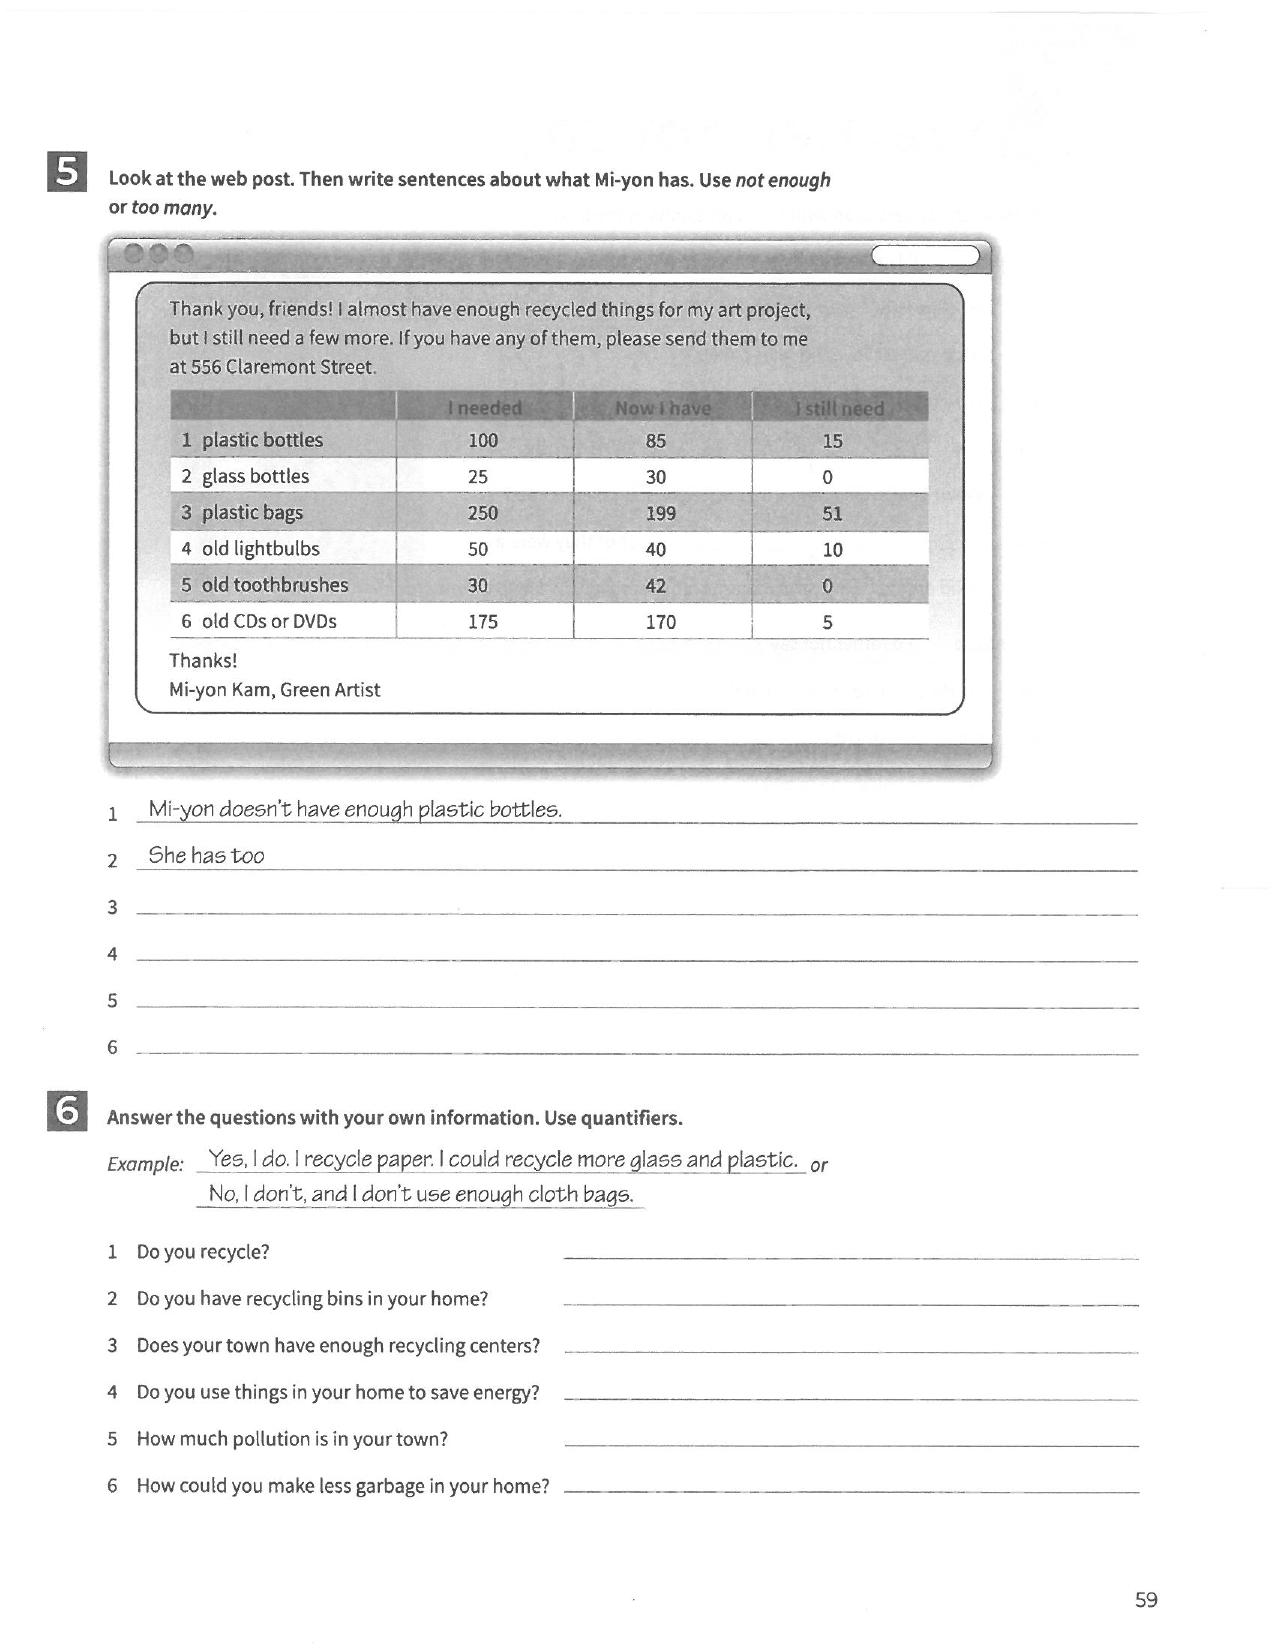 5 Look at the web post. Then write sentences about what Mi-yon has. Use not enough
or too many.
Thank you, friends! I almost have enough recycled things for my art project,
but I still need a few more. If you have any of them, please send them to me
at 556 Claremont Street.
I needed Now I have I still need
1 plastic bottles 100 85 15
2 glass bottles 25 30 0
3 plastic bags 250 199 51
4 old lightbulbs 50 40 10
5 old toothbrushes 30 42 0
6 old CDs or DVDs 175 170 5
Thanks!
Mi-yon Kam, Green Artist
1 Mi-yon doesn't have enough plastic bottles.
2 She has too
3
4
5
6
6 Answer the questions with your own information. Use quantifiers.
Example: Yes, I do. I recycle paper. I could recycle more glass and plastic. or
No, I don't, and I don't use enough cloth bags.
1 Do you recycle?
2 Do you have recycling bins in your home?
3 Does your town have enough recycling centers?
4 Do you use things in your home to save energy?
5 How much pollution is in your town?
6 How could you make less garbage in your home?
59